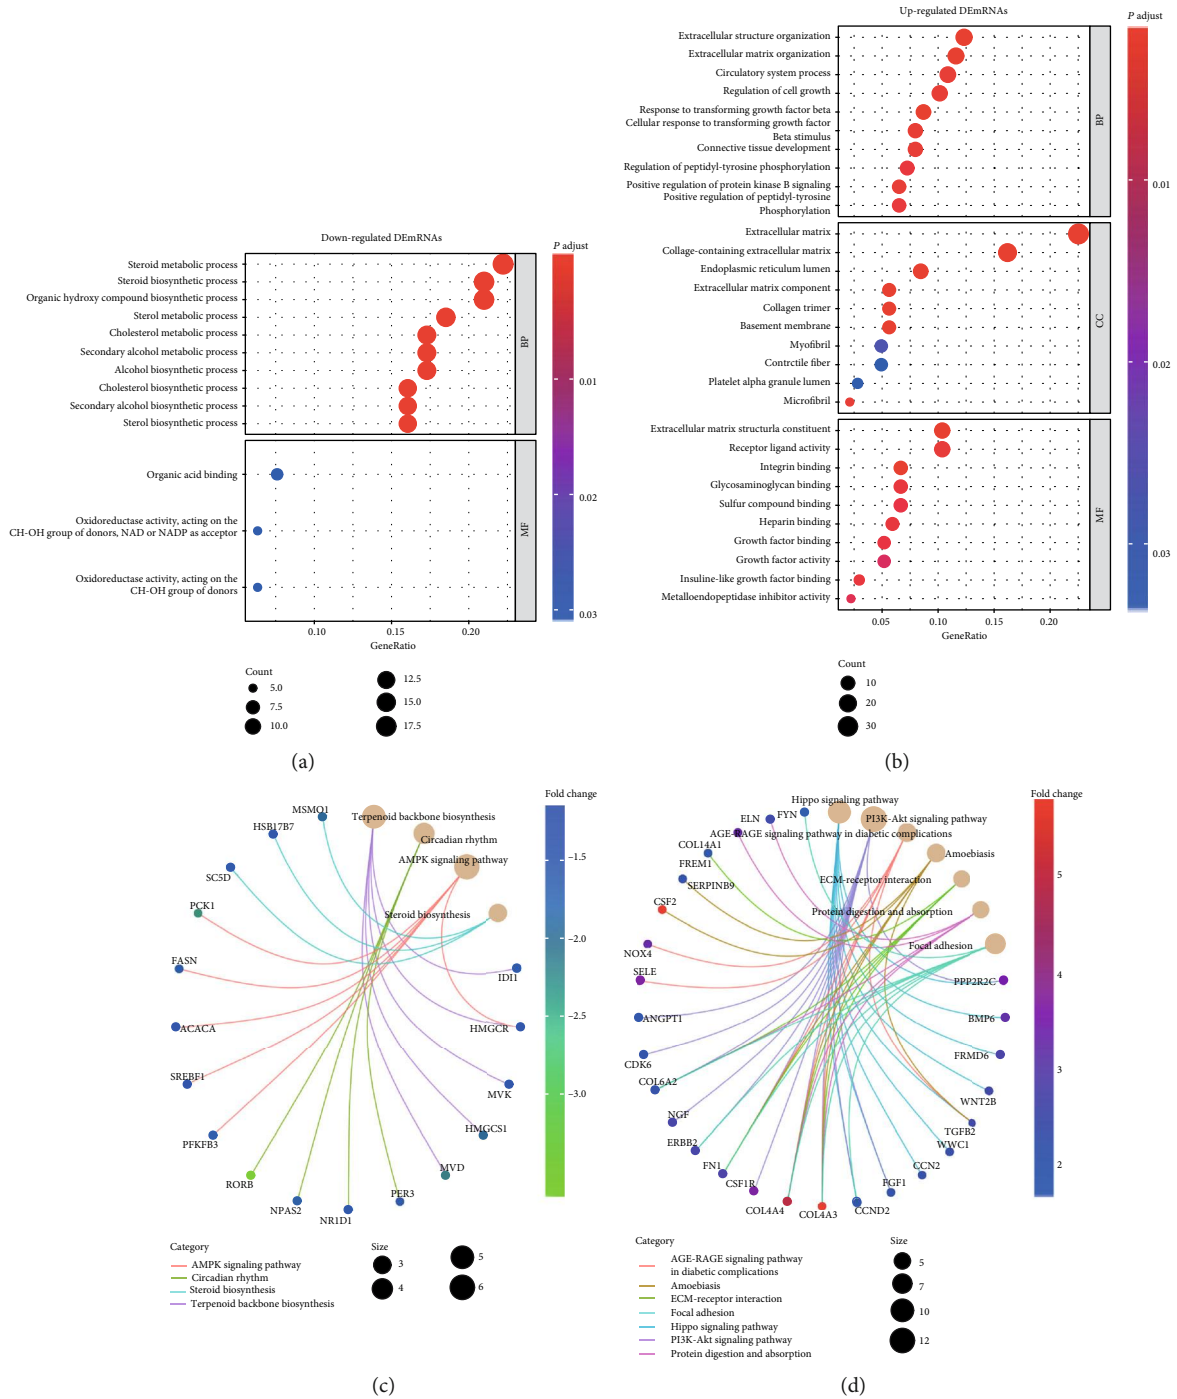 Down-regulated DEmRNAs
P adjust
Steroid metabolic process
Steroid biosynthetic process
Organic hydroxy compound biosynthetic process
Sterol metabolic process
Cholesterol metabolic process
Secondary alcohol metabolic process
Alcohol biosynthetic process
Cholesterol biosynthetic process
Secondary alcohol biosynthetic process
Sterol biosynthetic process
BP
Organic acid binding
Oxidoreductase activity, acting on the
CH-OH group of donors, NAD or NADP as acceptor
Oxidoreductase activity, acting on the
CH-OH group of donors
MF
0.01
0.02
0.03
0.10
0.15
0.20
GeneRatio
Count
5.0
7.5
10.0
12.5
15.0
17.5
(a)
Up-regulated DEmRNAs
P adjust
Extracellular structure organization
Extracellular matrix organization
Circulatory system process
Regulation of cell growth
Response to transforming growth factor beta
Cellular response to transforming growth factor
Beta stimulus
Connective tissue development
Regulation of peptidyl-tyrosine phosphorylation
Positive regulation of protein kinase B signaling
Positive regulation of peptidyl-tyrosine
Phosphorylation
BP
Extracellular matrix
Collage-containing extracellular matrix
Endoplasmic reticulum lumen
Extracellular matrix component
Collagen trimer
Basement membrane
Myofibril
Contrctile fiber
Platelet alpha granule lumen
Microfibril
CC
Extracellular matrix structurla constituent
Receptor ligand activity
Integrin binding
Glycosaminoglycan binding
Sulfur compound binding
Heparin binding
Growth factor binding
Growth factor activity
Insuline-like growth factor binding
Metalloendopeptidase inhibitor activity
MF
0.01
0.02
0.03
0.05
0.10
0.15
0.20
GeneRatio
Count
10
20
30
(b)
Fold change
MSMO1
Terpenoid backbone biosynthesis
HSB17B7
Circadian rhythm
AMPK signaling pathway
SC5D
PCK1
Steroid biosynthesis
FASN
IDI1
ACACA
HMGCR
SREBF1
MVK
PFKFB3
HMGCS1
RORB
MVD
NPAS2
PER3
NR1D1
−1.5
−2.0
−2.5
−3.0
Category
AMPK signaling pathway
Circadian rhythm
Steroid biosynthesis
Terpenoid backbone biosynthesis
Size
3
4
5
6
(c)
Fold change
Hippo signaling pathway
FYN
ELN
PI3K-Akt signaling pathway
AGE-RAGE signaling pathway in diabetic complications
COL14A1
Amoebiasis
FREM1
SERPINB9
ECM-receptor interaction
CSF2
Protein digestion and absorption
NOX4
Focal adhesion
SELE
PPP2R2C
ANGPT1
BMP6
CDK6
FRMD6
COL6A2
WNT2B
NGF
TGFB2
ERBB2
WWC1
FN1
CCN2
CSF1R
FGF1
COL4A4
COL4A3
CCND2
5
4
3
2
Category
AGE-RAGE signaling pathway
in diabetic complications
Amoebiasis
ECM-receptor interaction
Focal adhesion
Hippo signaling pathway
PI3K-Akt signaling pathway
Protein digestion and absorption
Size
5
7
10
12
(d)